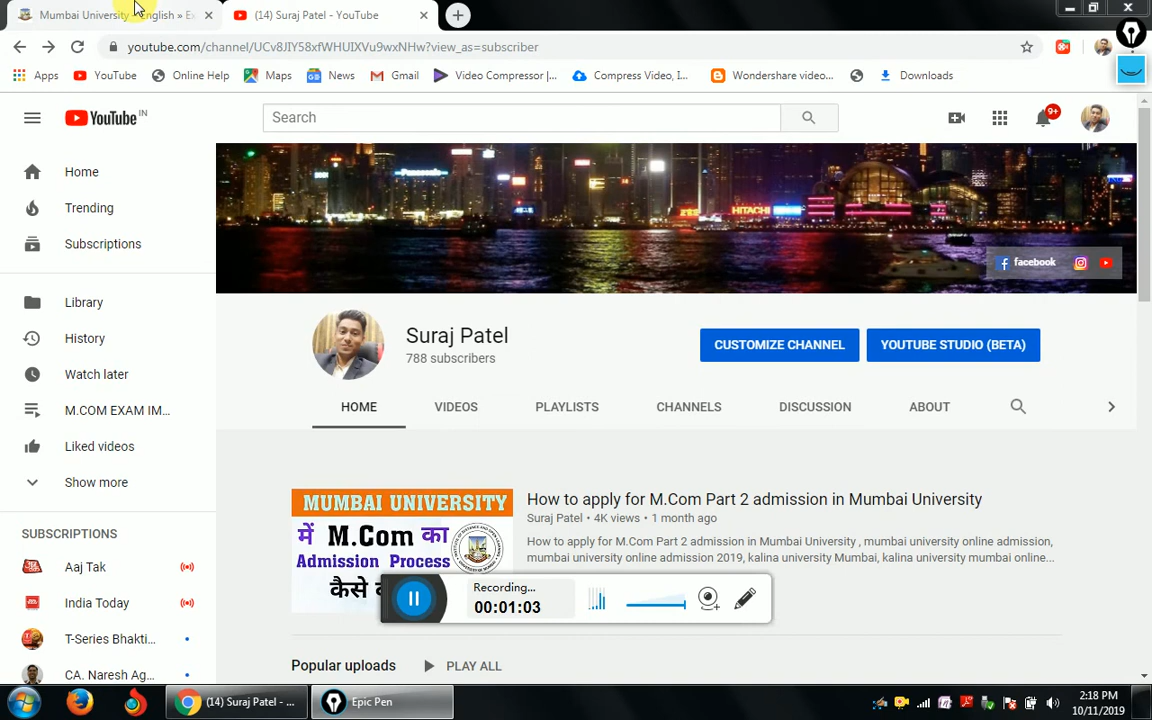 Mumbai University - English » E
(14) Suraj Patel - YouTube
youtube.com/channel/UCv8JIY58xfWHUIXVu9wxNHw?view_as=subscriber
Apps
YouTube
Online Help
Maps
News
Gmail
Video Compressor |...
Compress Video, I...
Wondershare video...
Downloads
YouTube IN
Search
9+
Home
Trending
Subscriptions
Library
History
Watch later
M.COM EXAM IM...
Liked videos
Show more
SUBSCRIPTIONS
Aaj Tak
India Today
T-Series Bhakti...
CA. Naresh Ag...
Panasonic
HITACHI
facebook
Suraj Patel
788 subscribers
CUSTOMIZE CHANNEL
YOUTUBE STUDIO (BETA)
HOME
VIDEOS
PLAYLISTS
CHANNELS
DISCUSSION
ABOUT
MUMBAI UNIVERSITY
में M.Com का
Admission Process
कैसे
How to apply for M.Com Part 2 admission in Mumbai University
Suraj Patel • 4K views • 1 month ago
How to apply for M.Com Part 2 admission in Mumbai University , mumbai university online admission,
mumbai university online admission 2019, kalina university Mumbai, kalina university mumbai online...
Recording...
00:01:03
Popular uploads
PLAY ALL
(14) Suraj Patel - ...
Epic Pen
2:18 PM
10/11/2019